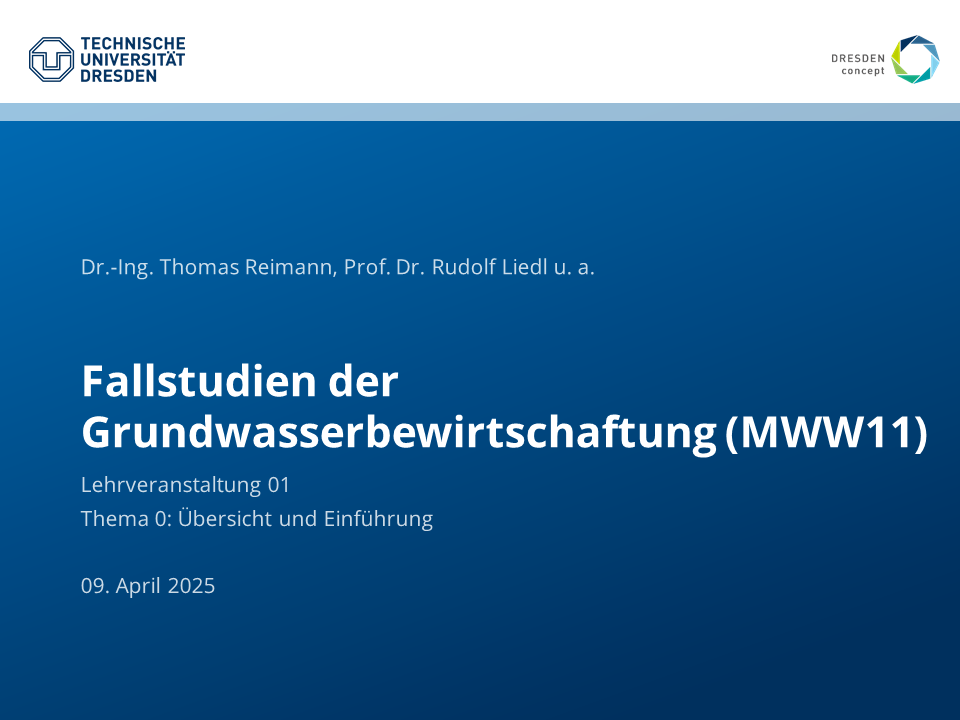 TECHNISCHE
UNIVERSITÄT
DRESDEN
DRESDEN
concept
Dr.-Ing. Thomas Reimann, Prof. Dr. Rudolf Liedl u. a.
Fallstudien der
Grundwasserbewirtschaftung (MWW11)
Lehrveranstaltung 01
Thema 0: Übersicht und Einführung
09. April 2025